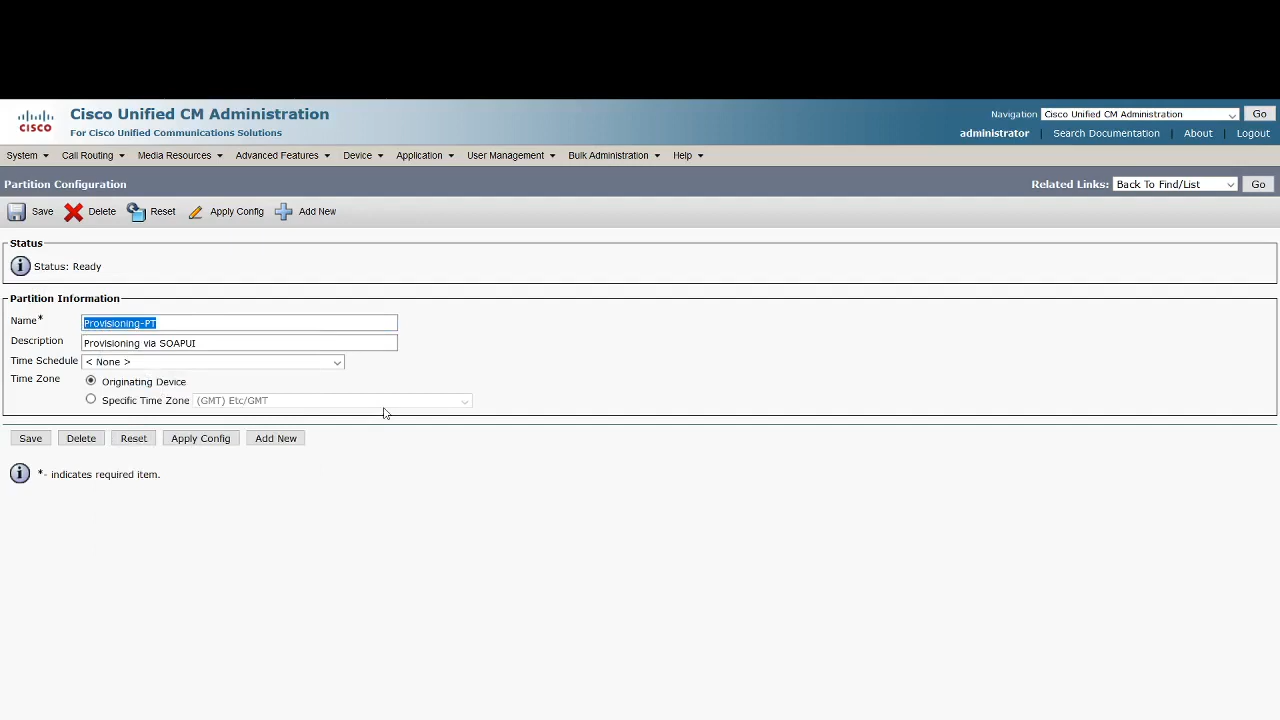 Cisco Unified CM Administration
For Cisco Unified Communications Solutions
CISCO
Navigation Cisco Unified CM Administration Go
administrator | Search Documentation | About | Logout
System Call Routing Media Resources Advanced Features Device Application User Management Bulk Administration Help
Partition Configuration
Related Links: Back To Find/List Go
Save Delete Reset Apply Config Add New
Status
Status: Ready
Partition Information
Name* Provisioning-PT
Description Provisioning via SOAPUI
Time Schedule < None >
Time Zone Originating Device
Specific Time Zone (GMT) Etc/GMT
Save Delete Reset Apply Config Add New
*- indicates required item.